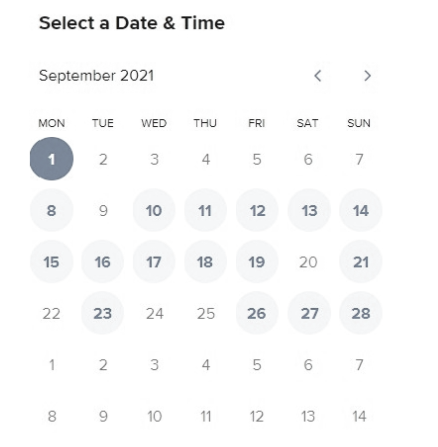 Select a Date & Time
September 2021
MON TUE WED THU FRI SAT SUN
1 2 3 4 5 6 7
8 9 10 11 12 13 14
15 16 17 18 19 20 21
22 23 24 25 26 27 28
1 2 3 4 5 6 7
8 9 10 11 12 13 14